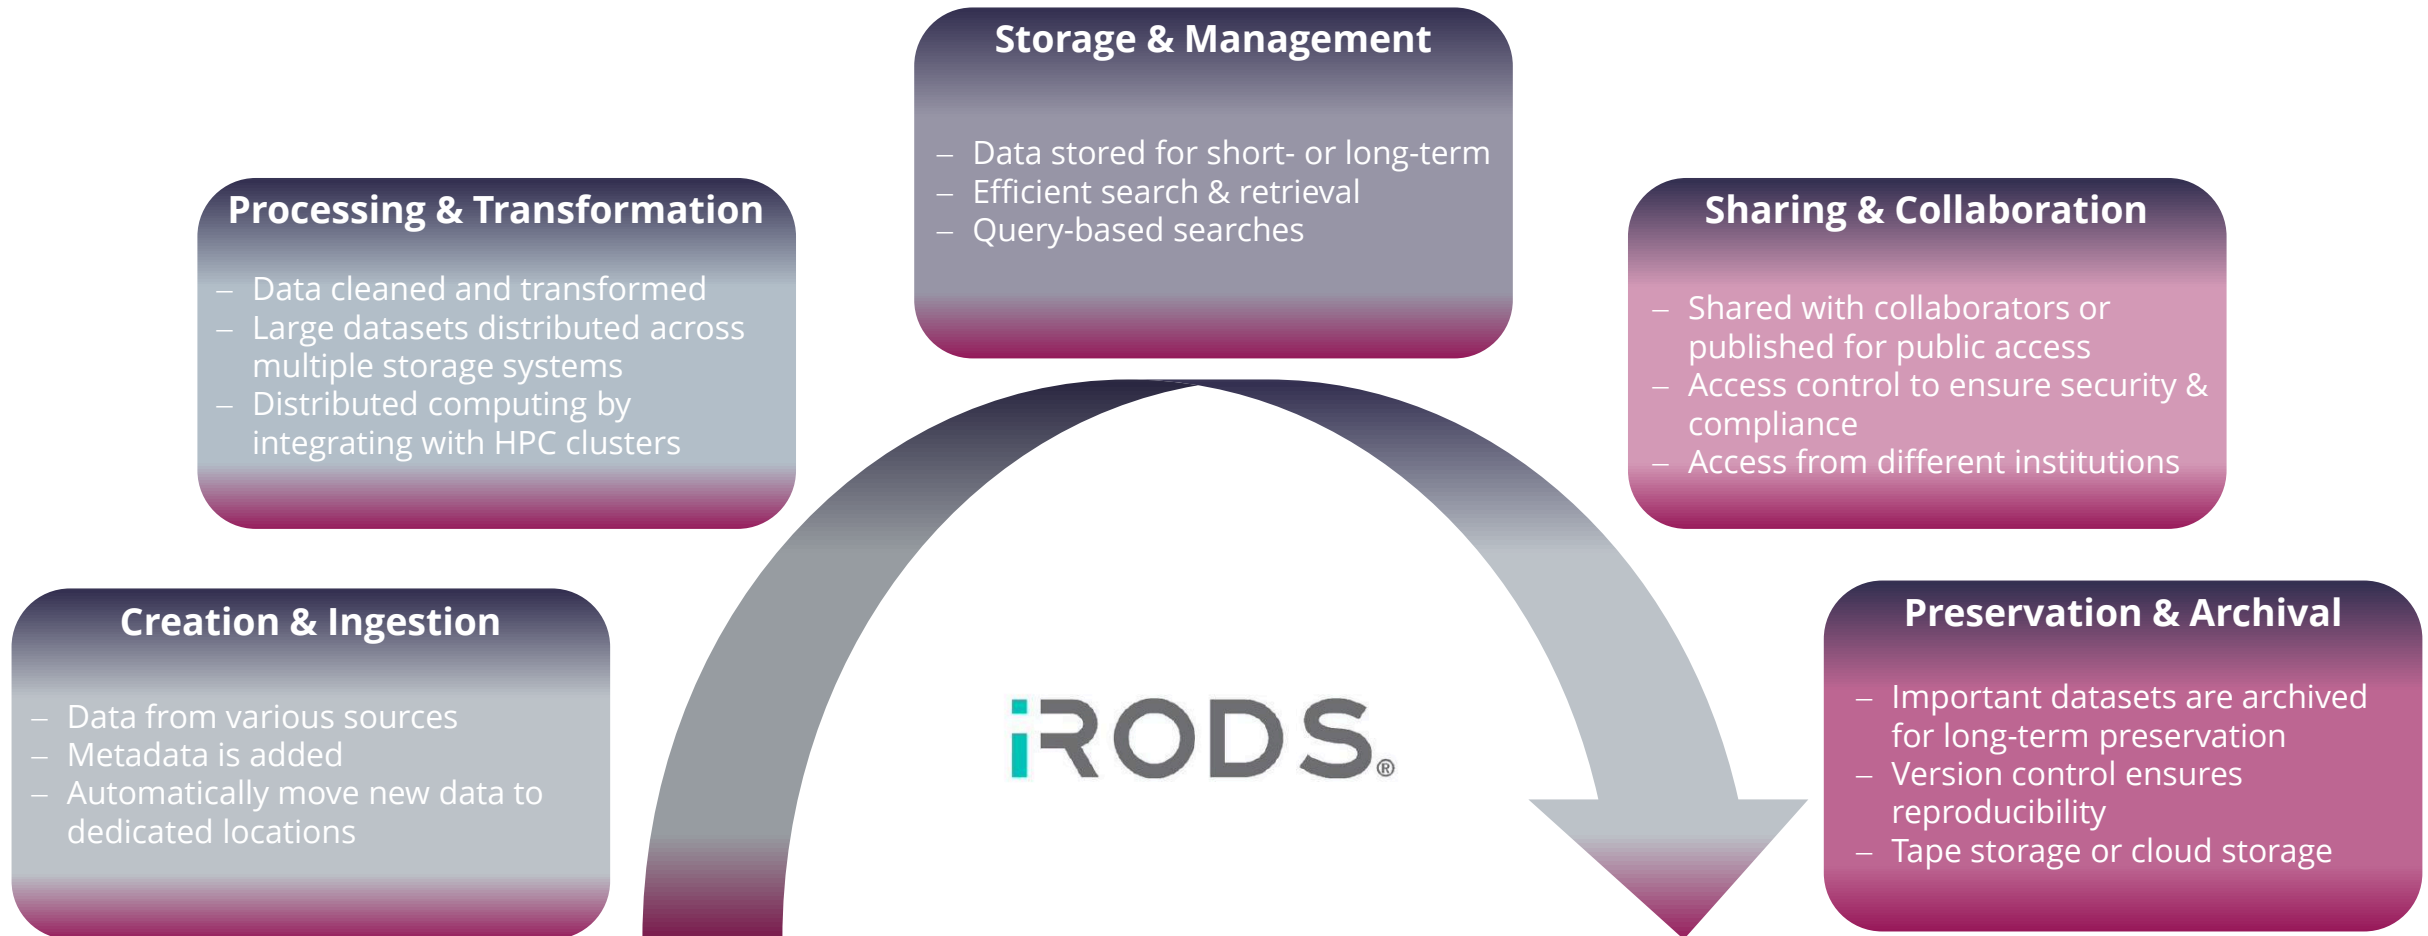 Storage & Management
– Data stored for short- or long-term
– Efficient search & retrieval
– Query-based searches
Processing & Transformation
– Data cleaned and transformed
– Large datasets distributed across
multiple storage systems
– Distributed computing by
integrating with HPC clusters
Sharing & Collaboration
– Shared with collaborators or
published for public access
– Access control to ensure security &
compliance
– Access from different institutions
Creation & Ingestion
– Data from various sources
– Metadata is added
– Automatically move new data to
dedicated locations
iRODS®
Preservation & Archival
– Important datasets are archived
for long-term preservation
– Version control ensures
reproducibility
– Tape storage or cloud storage